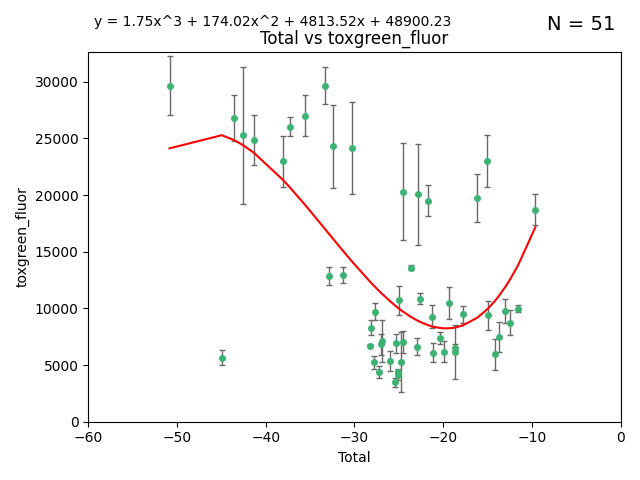 y = 1.75x^3 + 174.02x^2 + 4813.52x + 48900.23
N = 51
Total vs toxgreen_fluor
30000
25000
20000
15000
10000
5000
0
toxgreen_fluor
−60 −50 −40 −30 −20 −10 0
Total